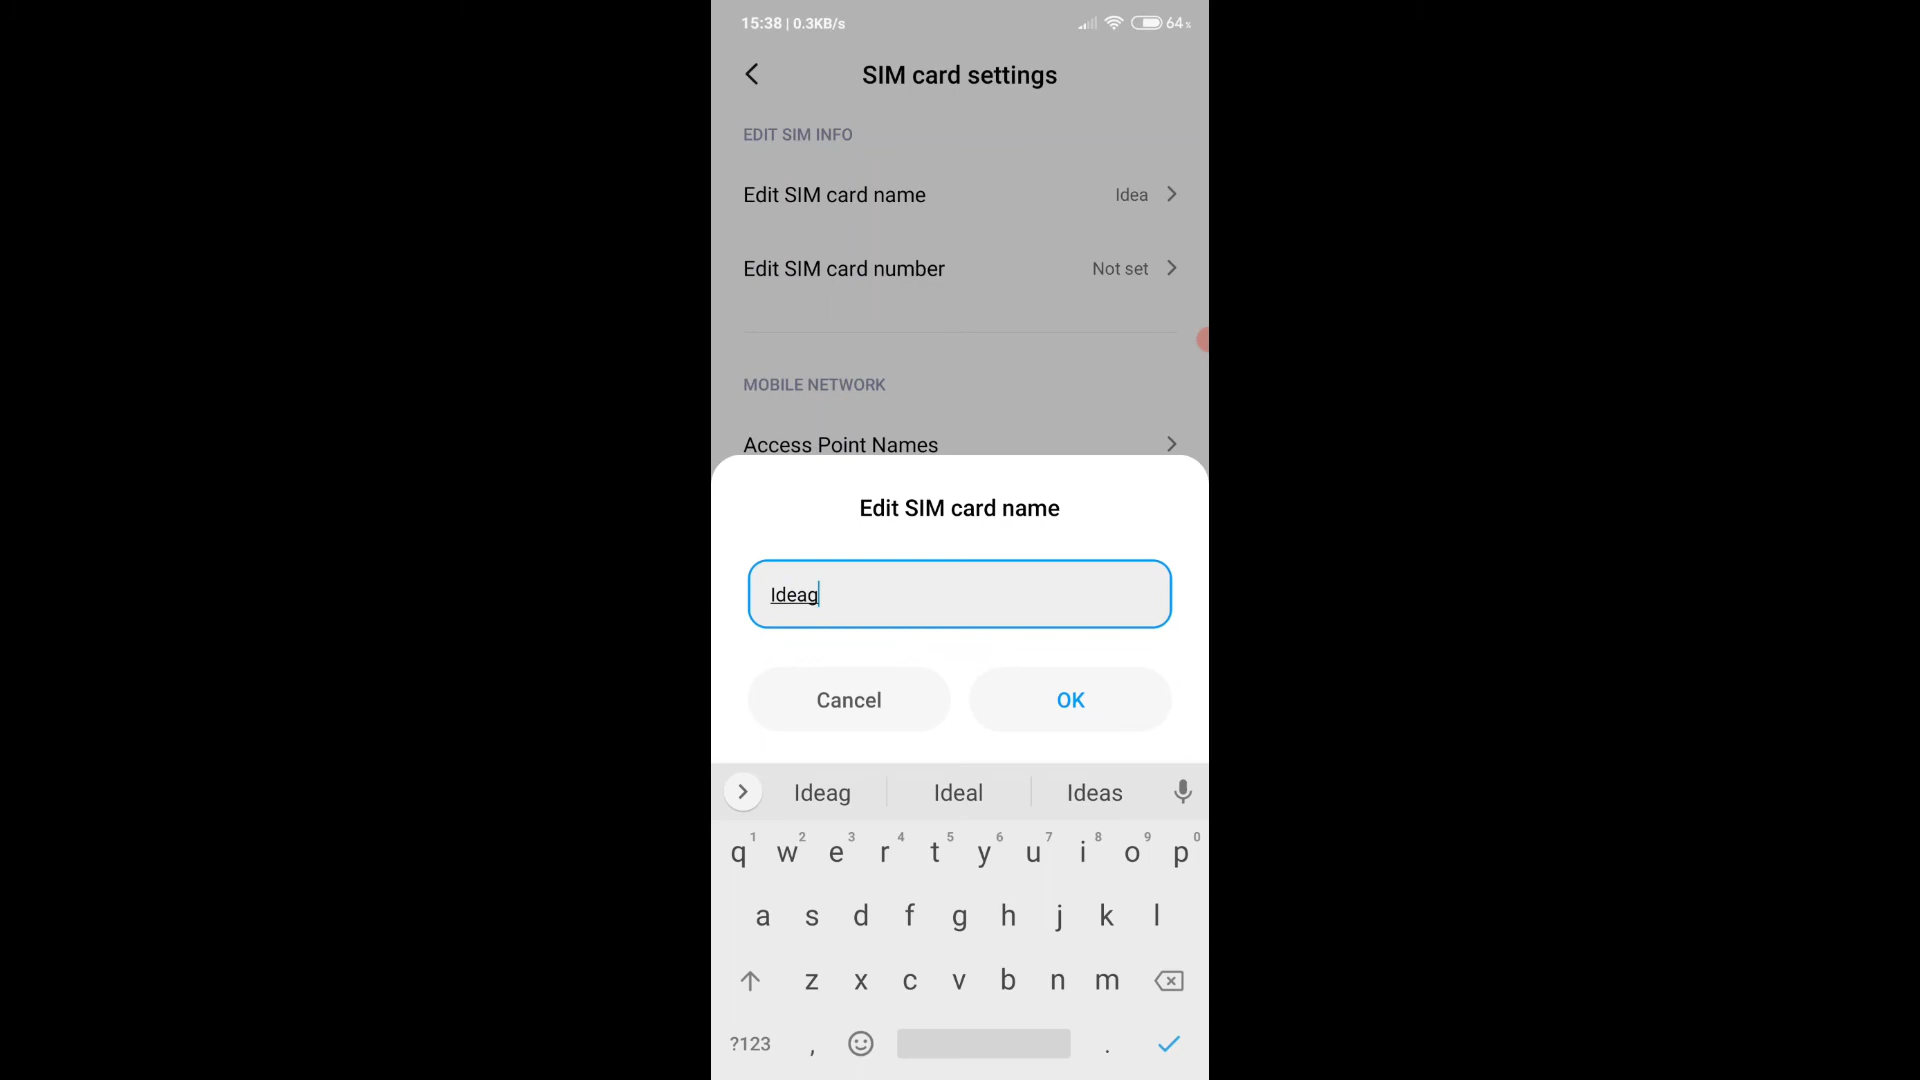 15:38 | 0.3KB/s 64%
SIM card settings
EDIT SIM INFO
Edit SIM card name Idea
Edit SIM card number Not set
MOBILE NETWORK
Access Point Names
Edit SIM card name
Ideag
Cancel OK
Ideag Ideal Ideas
q 1 w 2 e 3 r 4 t 5 y 6 u 7 i 8 o 9 p 0
a s d f g h j k l
z x c v b n m
?123 , .